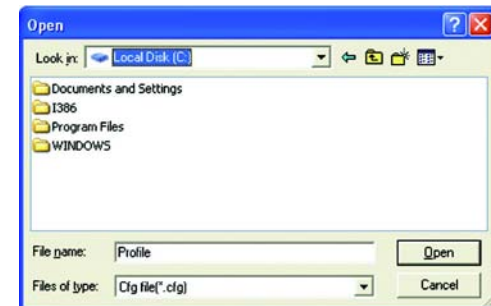 Open
Look in: Local Disk (C:)
Documents and Settings
I386
Program Files
WINDOWS
File name: Profile Open
Files of type: Cfg file(*.cfg) Cancel